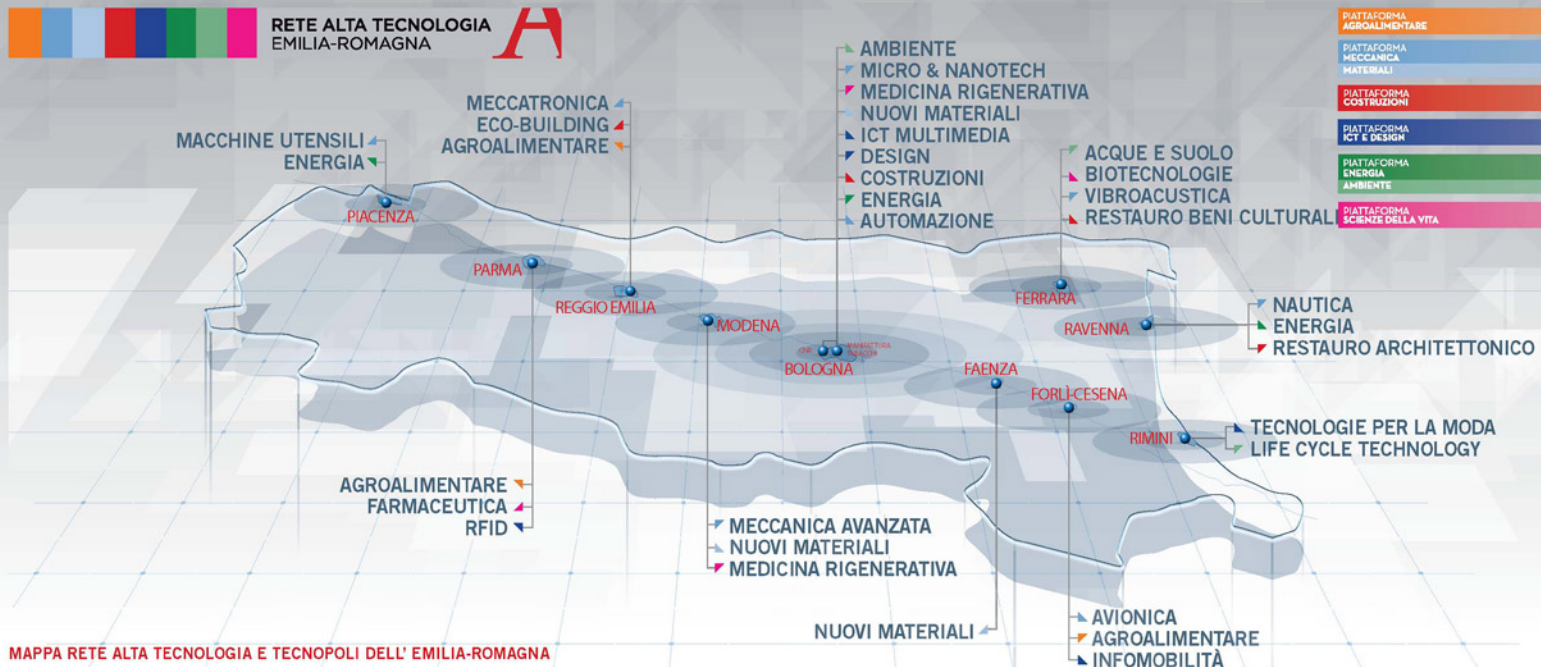 RETE ALTA TECNOLOGIA
EMILIA-ROMAGNA
PIATTAFORMA
AGROALIMENTARE
PIATTAFORMA
MECCANICA
MATERIALI
PIATTAFORMA
COSTRUZIONI
PIATTAFORMA
ICT E DESIGN
PIATTAFORMA
ENERGIA
AMBIENTE
PIATTAFORMA
SCIENZE DELLA VITA
MACCHINE UTENSILI
ENERGIA
PIACENZA
MECCATRONICA
ECO-BUILDING
AGROALIMENTARE
REGGIO EMILIA
AMBIENTE
MICRO & NANOTECH
MEDICINA RIGENERATIVA
NUOVI MATERIALI
ICT MULTIMEDIA
DESIGN
COSTRUZIONI
ENERGIA
AUTOMAZIONE
CNR
MANIFATTURA
TABACCHI
BOLOGNA
ACQUE E SUOLO
BIOTECNOLOGIE
VIBROACUSTICA
RESTAURO BENI CULTURALI
FERRARA
PARMA
AGROALIMENTARE
FARMACEUTICA
RFID
MODENA
MECCANICA AVANZATA
NUOVI MATERIALI
MEDICINA RIGENERATIVA
RAVENNA
NAUTICA
ENERGIA
RESTAURO ARCHITETTONICO
FAENZA
NUOVI MATERIALI
FORLÌ-CESENA
AVIONICA
AGROALIMENTARE
INFOMOBILITÀ
RIMINI
TECNOLOGIE PER LA MODA
LIFE CYCLE TECHNOLOGY
MAPPA RETE ALTA TECNOLOGIA E TECNOPOLI DELL' EMILIA-ROMAGNA